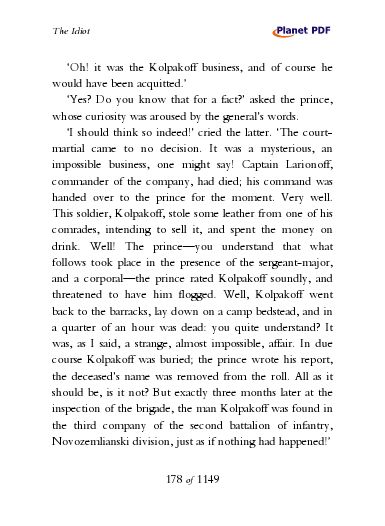 The Idiot
Planet PDF
‘Oh! it was the Kolpakoff business, and of course he
would have been acquitted.’
‘Yes? Do you know that for a fact?’ asked the prince,
whose curiosity was aroused by the general’s words.
‘I should think so indeed!’ cried the latter. ‘The court-
martial came to no decision. It was a mysterious, an
impossible business, one might say! Captain Larionoff,
commander of the company, had died; his command was
handed over to the prince for the moment. Very well.
This soldier, Kolpakoff, stole some leather from one of his
comrades, intending to sell it, and spent the money on
drink. Well! The prince—you understand that what
follows took place in the presence of the sergeant-major,
and a corporal—the prince rated Kolpakoff soundly, and
threatened to have him flogged. Well, Kolpakoff went
back to the barracks, lay down on a camp bedstead, and in
a quarter of an hour was dead: you quite understand? It
was, as I said, a strange, almost impossible, affair. In due
course Kolpakoff was buried; the prince wrote his report,
the deceased’s name was removed from the roll. All as it
should be, is it not? But exactly three months later at the
inspection of the brigade, the man Kolpakoff was found in
the third company of the second battalion of infantry,
Novozemlianski division, just as if nothing had happened!’
178 of 1149